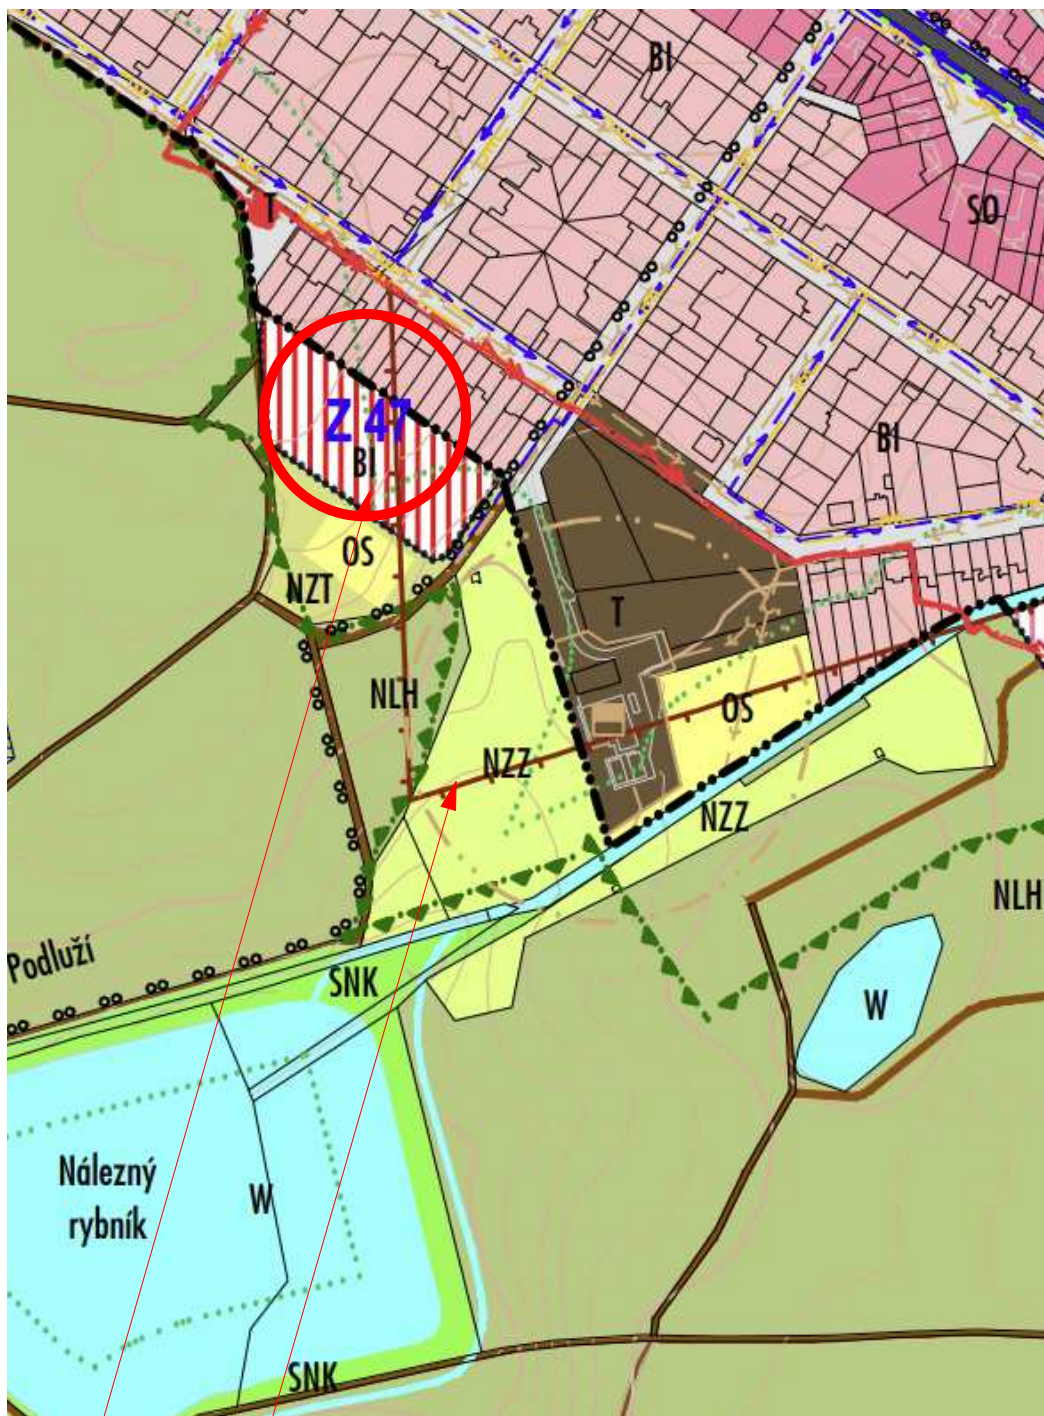 BI
SO
T
Z 47
BI
BI
OS
NZT
T
NLH
OS
NZZ
NZZ
NLH
Podluží
SNK
W
Nálezný
rybník
W
SNK